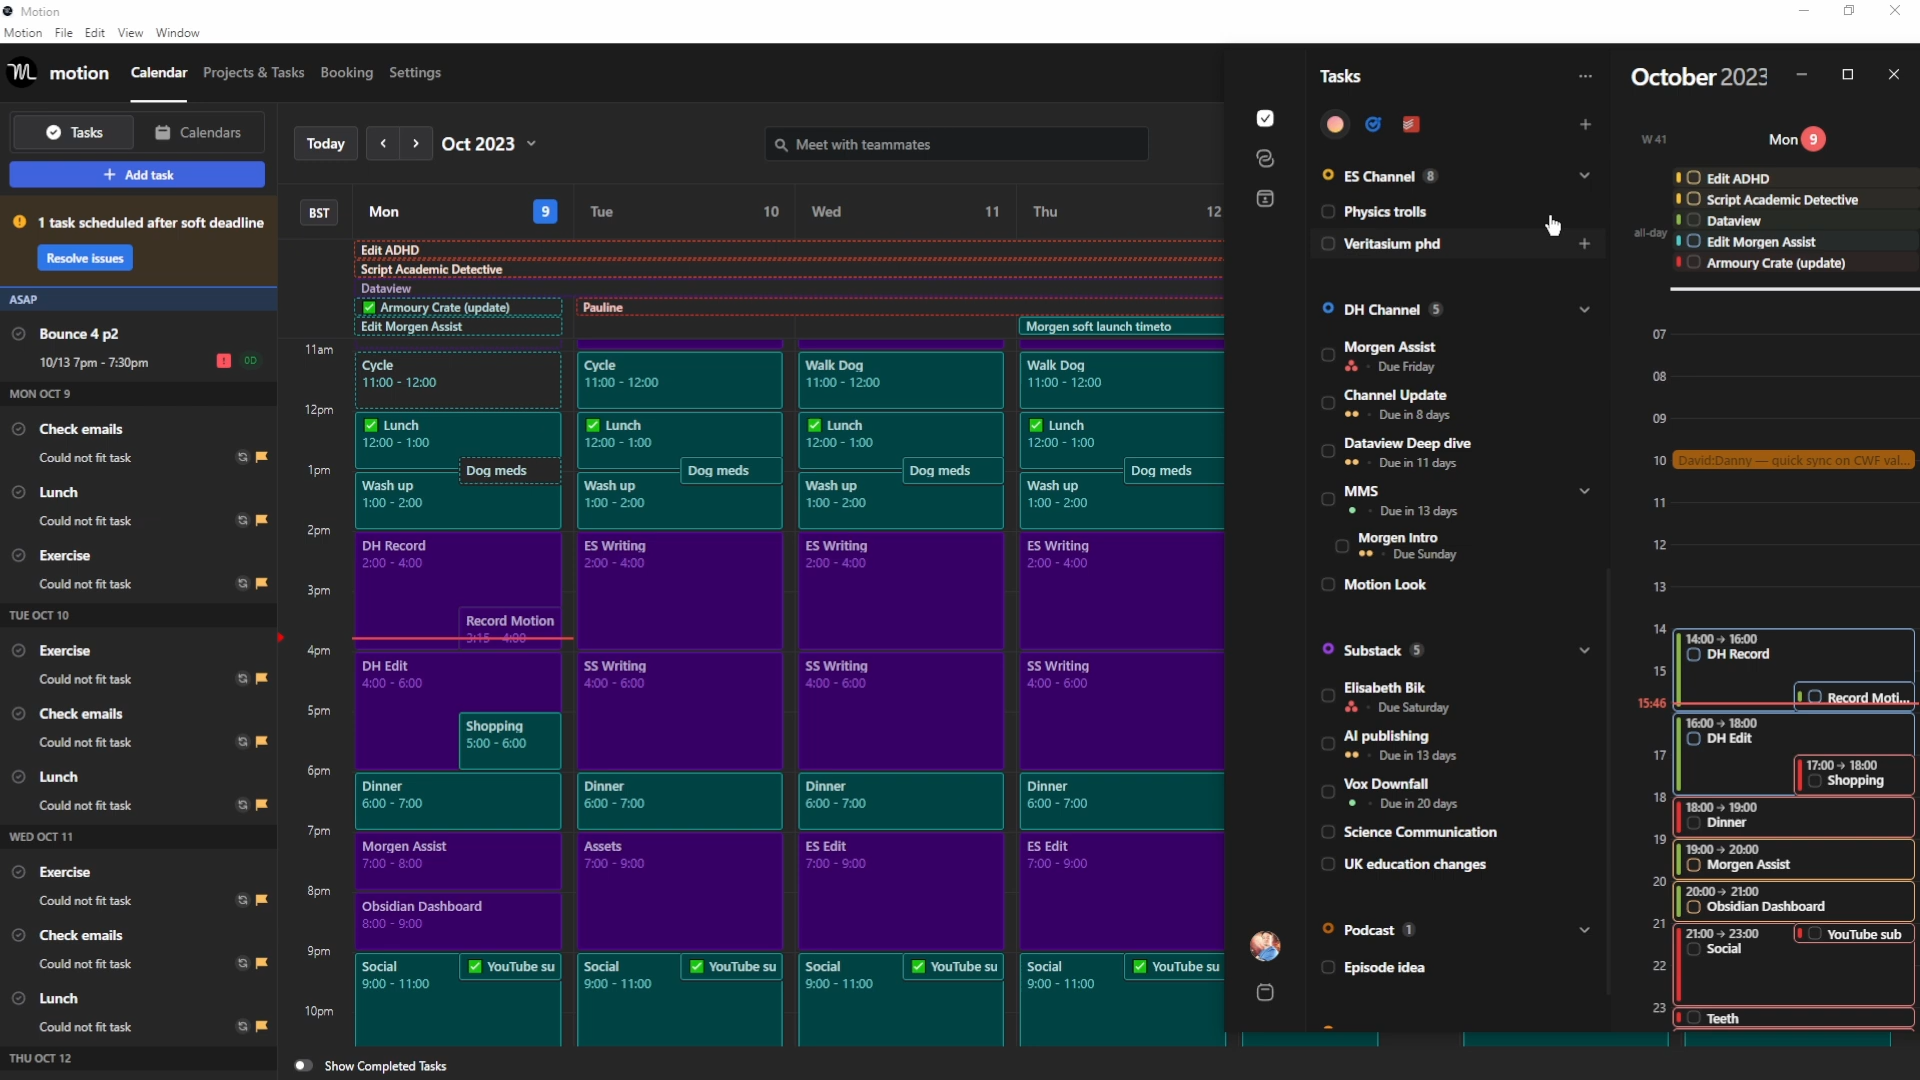 Motion
Motion File Edit View Window
motion Calendar Projects & Tasks Booking Settings
Tasks Calendars
+ Add task
1 task scheduled after soft deadline
Resolve issues
ASAP
Bounce 4 p2
10/13 7pm - 7:30pm OD
MON OCT 9
Check emails
Could not fit task
Lunch
Could not fit task
Exercise
Could not fit task
TUE OCT 10
Exercise
Could not fit task
Check emails
Could not fit task
Lunch
Could not fit task
WED OCT 11
Exercise
Could not fit task
Check emails
Could not fit task
Lunch
Could not fit task
THU OCT 12
Today Oct 2023 Meet with teammates
BST Mon 9 Tue 10 Wed 11 Thu 12
Edit ADHD
Script Academic Detective
Dataview
Armoury Crate (update) Pauline
Edit Morgen Assist Morgen soft launch timeto
11am
12pm
1pm
2pm
3pm
4pm
5pm
6pm
7pm
8pm
9pm
10pm
Cycle
11:00 - 12:00
Lunch
12:00 - 1:00
Dog meds
Wash up
1:00 - 2:00
DH Record
2:00 - 4:00
Record Motion
3:15 - 4:00
DH Edit
4:00 - 6:00
Shopping
5:00 - 6:00
Dinner
6:00 - 7:00
Morgen Assist
7:00 - 8:00
Obsidian Dashboard
8:00 - 9:00
Social
9:00 - 11:00
YouTube su
Cycle
11:00 - 12:00
Lunch
12:00 - 1:00
Dog meds
Wash up
1:00 - 2:00
ES Writing
2:00 - 4:00
SS Writing
4:00 - 6:00
Dinner
6:00 - 7:00
Assets
7:00 - 9:00
Social
9:00 - 11:00
YouTube su
Walk Dog
11:00 - 12:00
Lunch
12:00 - 1:00
Dog meds
Wash up
1:00 - 2:00
ES Writing
2:00 - 4:00
SS Writing
4:00 - 6:00
Dinner
6:00 - 7:00
ES Edit
7:00 - 9:00
Social
9:00 - 11:00
YouTube su
Walk Dog
11:00 - 12:00
Lunch
12:00 - 1:00
Dog meds
Wash up
1:00 - 2:00
ES Writing
2:00 - 4:00
SS Writing
4:00 - 6:00
Dinner
6:00 - 7:00
ES Edit
7:00 - 9:00
Social
9:00 - 11:00
YouTube su
Show Completed Tasks
Tasks
ES Channel 8
Physics trolls
Veritasium phd
DH Channel 5
Morgen Assist
Due Friday
Channel Update
Due in 8 days
Dataview Deep dive
Due in 11 days
MMS
Due in 13 days
Morgen Intro
Due Sunday
Motion Look
Substack 5
Elisabeth Bik
Due Saturday
AI publishing
Due in 13 days
Vox Downfall
Due in 20 days
Science Communication
UK education changes
Podcast 1
Episode idea
October 2023
W 41 Mon 9
all-day
Edit ADHD
Script Academic Detective
Dataview
Edit Morgen Assist
Armoury Crate (update)
07
08
09
10 David:Danny — quick sync on CWF val...
11
12
13
14
15
15:46
17
18
19
20
21
22
23
14:00 → 16:00
DH Record
Record Moti...
16:00 → 18:00
DH Edit
17:00 → 18:00
Shopping
18:00 → 19:00
Dinner
19:00 → 20:00
Morgen Assist
20:00 → 21:00
Obsidian Dashboard
21:00 → 23:00
Social
YouTube sub
Teeth